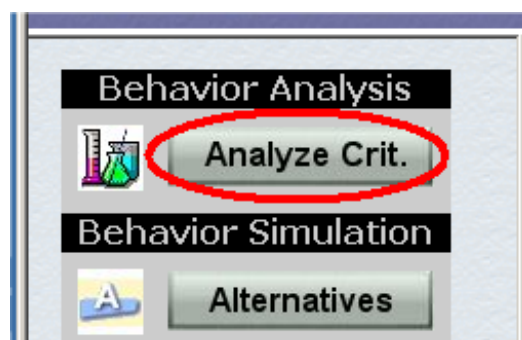 Behavior Analysis
Analyze Crit.
Behavior Simulation
A
Alternatives